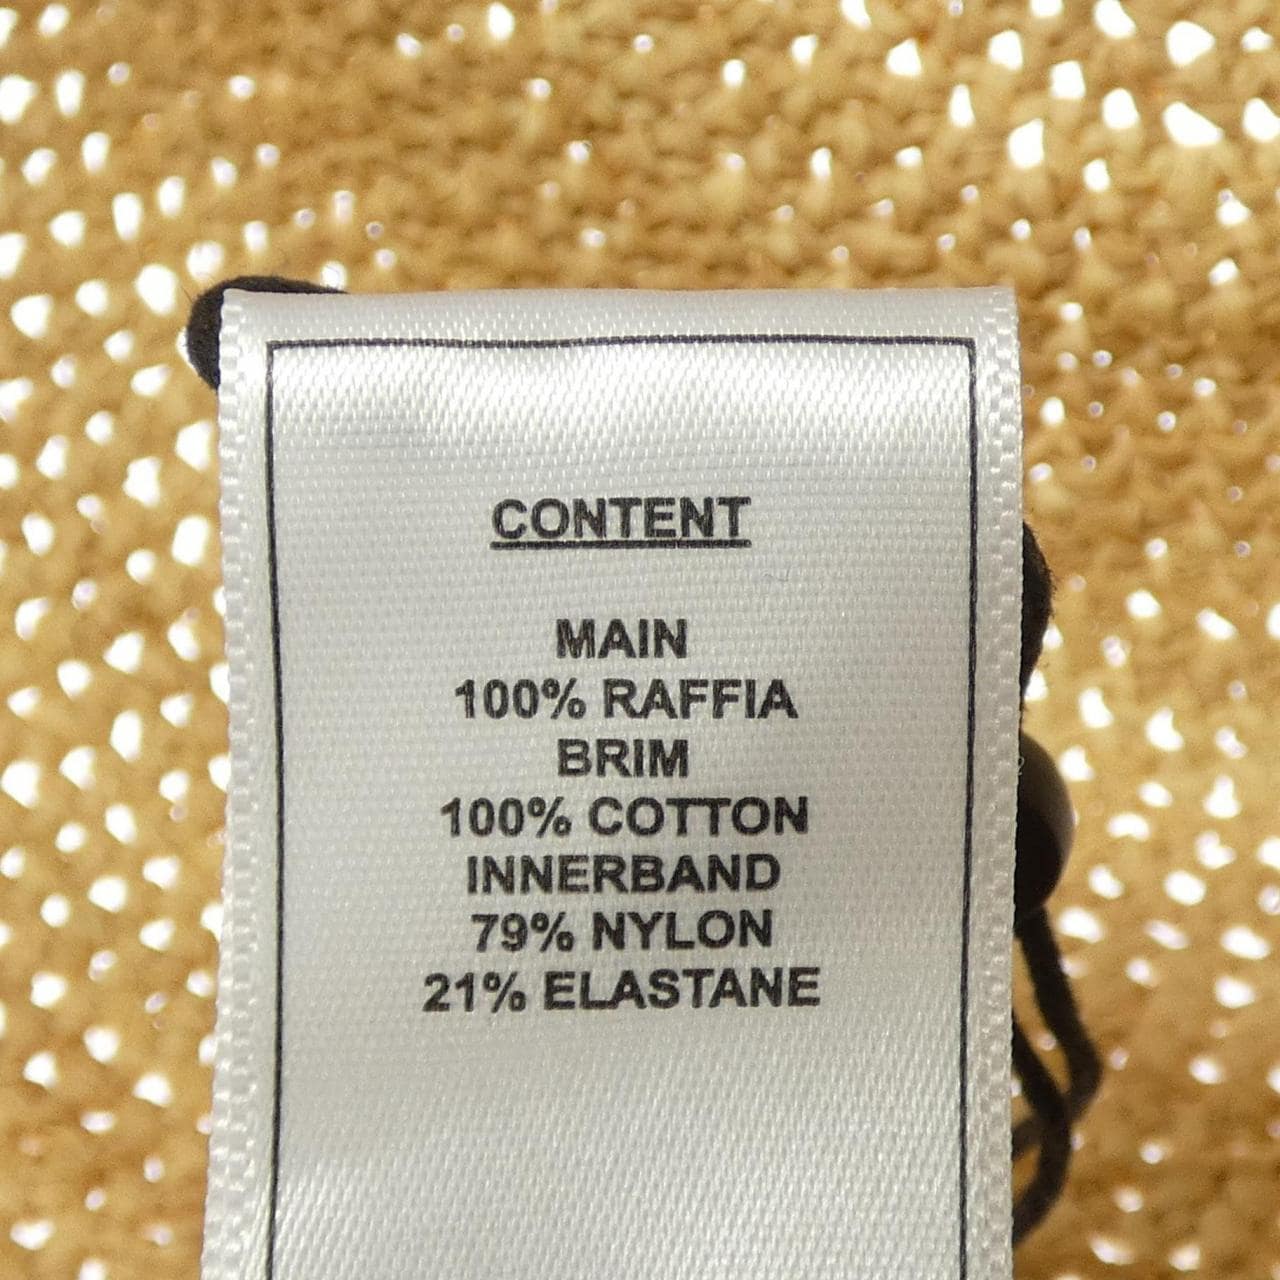 CONTENT
MAIN
100% RAFFIA
BRIM
100% COTTON
INNERBAND
79% NYLON
21% ELASTANE